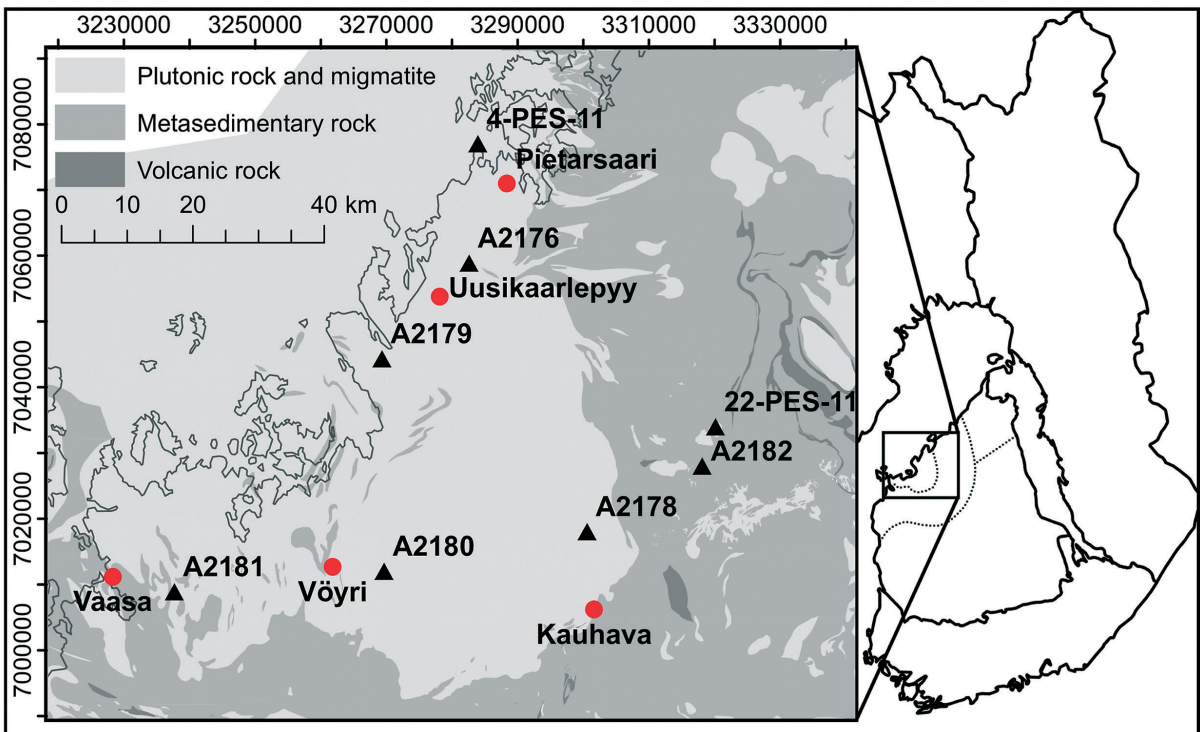 3230000 3250000 3270000 3290000 3310000 3330000
Plutonic rock and migmatite
Metasedimentary rock
Volcanic rock
0 10 20 40 km
7080000
7060000
7040000
7020000
7000000
4-PES-11
Pietarsaari
A2176
Uusikaarlepyy
A2179
22-PES-11
A2182
A2178
A2180
A2181
Vöyri
Vaasa
Kauhava